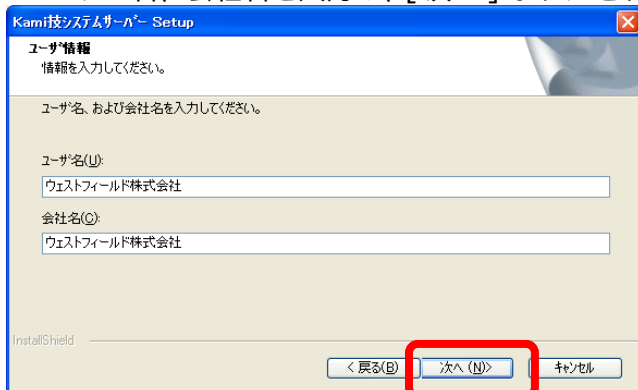 Kami技システムサーバー Setup
ユーザ情報
情報を入力してください。
ユーザ名、および会社名を入力してください。
ユーザ名(U):
ウェストフィールド株式会社
会社名(C):
ウェストフィールド株式会社
InstallShield
< 戻る(B) 次へ (N)> キャンセル